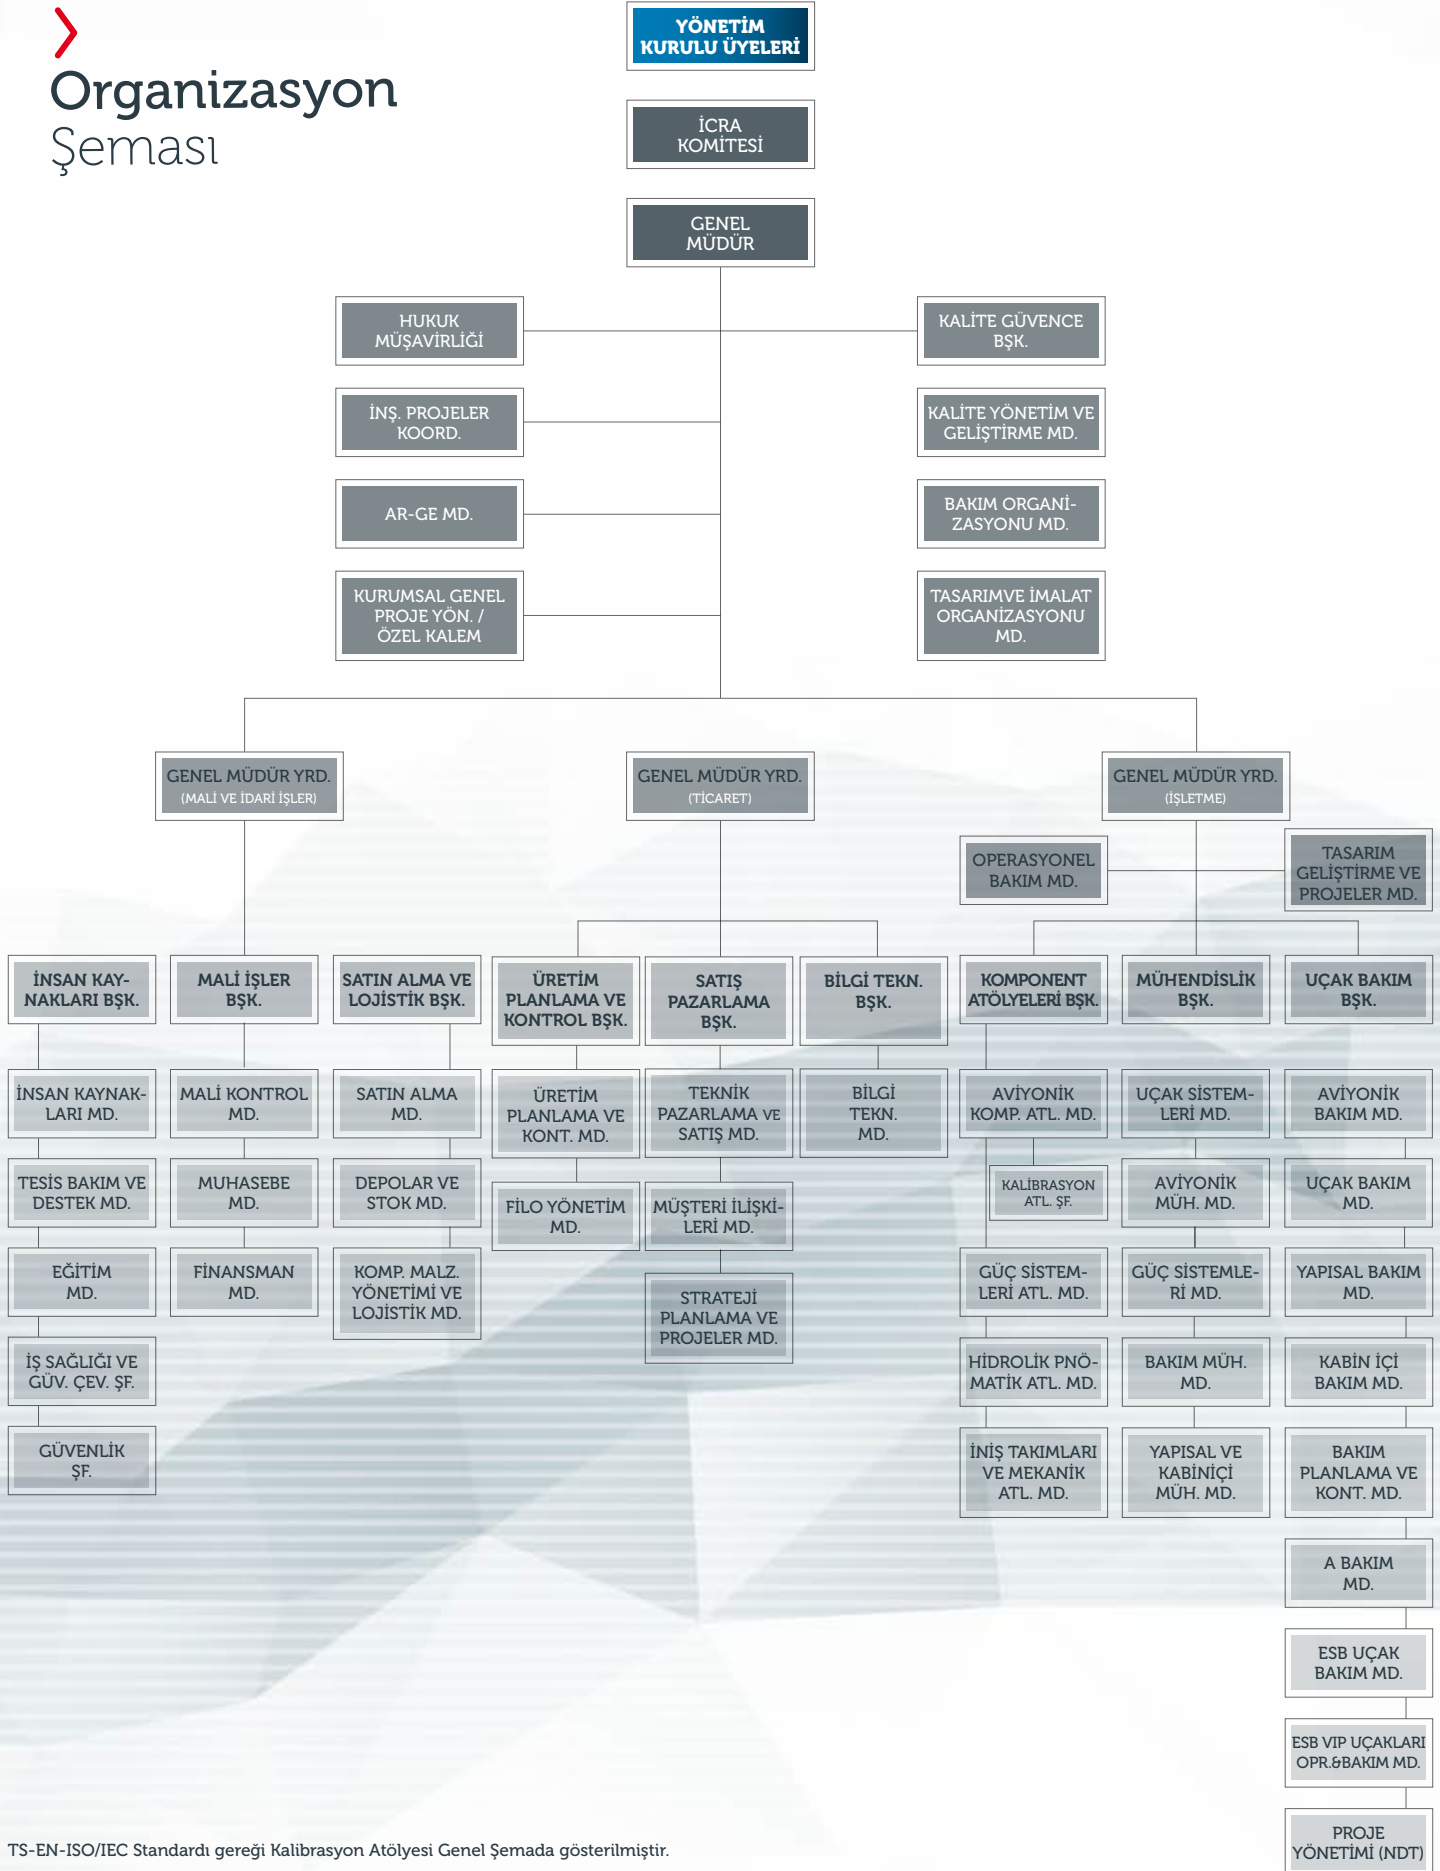 Organizasyon
Şeması
YÖNETİM
KURULU ÜYELERİ
İCRA
KOMİTESİ
GENEL
MÜDÜR
HUKUK
MÜŞAVİRLİĞİ
KALİTE GÜVENCE
BŞK.
İNŞ. PROJELER
KOORD.
KALİTE YÖNETİM VE
GELİŞTİRME MD.
AR-GE MD.
BAKIM ORGANİ-
ZASYONU MD.
KURUMSAL GENEL
PROJE YÖN. /
ÖZEL KALEM
TASARIMVE İMALAT
ORGANİZASYONU
MD.
GENEL MÜDÜR YRD.
(MALİ VE İDARİ İŞLER)
GENEL MÜDÜR YRD.
(TİCARET)
GENEL MÜDÜR YRD.
(İŞLETME)
OPERASYONEL
BAKIM MD.
TASARIM
GELİŞTİRME VE
PROJELER MD.
İNSAN KAY-
NAKLARI BŞK.
MALİ İŞLER
BŞK.
SATIN ALMA VE
LOJİSTİK BŞK.
ÜRETİM
PLANLAMA VE
KONTROL BŞK.
SATIŞ
PAZARLAMA
BŞK.
BİLGİ TEKN.
BŞK.
KOMPONENT
ATÖLYELERİ BŞK.
MÜHENDİSLİK
BŞK.
UÇAK BAKIM
BŞK.
İNSAN KAYNAK-
LARI MD.
MALİ KONTROL
MD.
SATIN ALMA
MD.
ÜRETİM
PLANLAMA VE
KONT. MD.
TEKNİK
PAZARLAMA VE
SATIŞ MD.
BİLGİ
TEKN.
MD.
AVİYONİK
KOMP. ATL. MD.
UÇAK SİSTEM-
LERİ MD.
AVİYONİK
BAKIM MD.
TESİS BAKIM VE
DESTEK MD.
MUHASEBE
MD.
DEPOLAR VE
STOK MD.
FİLO YÖNETİM
MD.
MÜŞTERİ İLİŞKİ-
LERİ MD.
KALİBRASYON
ATL. ŞF.
AVİYONİK
MÜH. MD.
UÇAK BAKIM
MD.
EĞİTİM
MD.
FİNANSMAN
MD.
KOMP. MALZ.
YÖNETİMİ VE
LOJİSTİK MD.
STRATEJİ
PLANLAMA VE
PROJELER MD.
GÜÇ SİSTEM-
LERİ ATL. MD.
GÜÇ SİSTEMLE-
Rİ MD.
YAPISAL BAKIM
MD.
İŞ SAĞLIĞI VE
GÜV. ÇEV. ŞF.
HİDROLİK PNÖ-
MATİK ATL. MD.
BAKIM MÜH.
MD.
KABİN İÇİ
BAKIM MD.
GÜVENLİK
ŞF.
İNİŞ TAKIMLARI
VE MEKANİK
ATL. MD.
YAPISAL VE
KABİNİÇİ
MÜH. MD.
BAKIM
PLANLAMA VE
KONT. MD.
A BAKIM
MD.
ESB UÇAK
BAKIM MD.
ESB VIP UÇAKLARI
OPR.&BAKIM MD.
PROJE
YÖNETİMİ (NDT)
TS-EN-ISO/IEC Standardı gereği Kalibrasyon Atölyesi Genel Şemada gösterilmiştir.